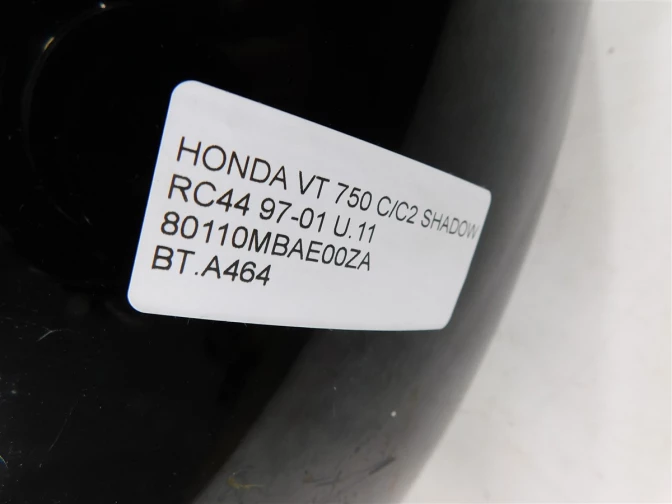 HONDA VT 750 C/C2 SHADOW
RC44 97-01 U.11
80110MBAE00ZA
BT.A464